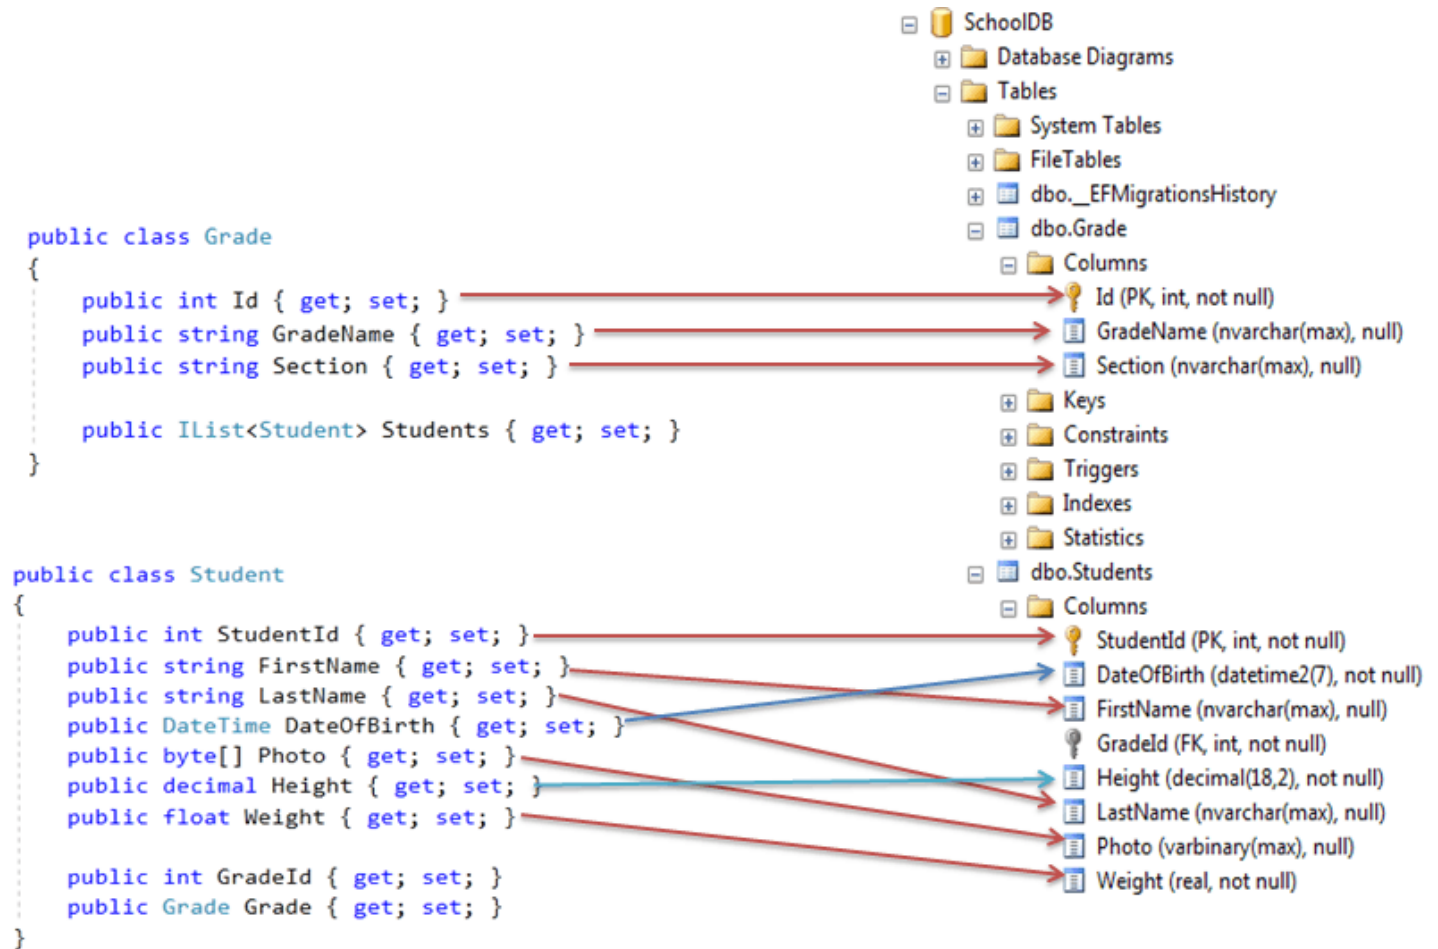 public class Grade
{
public int Id { get; set; }
public string GradeName { get; set; }
public string Section { get; set; }
public IList<Student> Students { get; set; }
}
public class Student
{
public int StudentId { get; set; }
public string FirstName { get; set; }
public string LastName { get; set; }
public DateTime DateOfBirth { get; set; }
public byte[] Photo { get; set; }
public decimal Height { get; set; }
public float Weight { get; set; }
public int GradeId { get; set; }
public Grade Grade { get; set; }
}
SchoolDB
Database Diagrams
Tables
System Tables
FileTables
dbo.__EFMigrationsHistory
dbo.Grade
Columns
Id (PK, int, not null)
GradeName (nvarchar(max), null)
Section (nvarchar(max), null)
Keys
Constraints
Triggers
Indexes
Statistics
dbo.Students
Columns
StudentId (PK, int, not null)
DateOfBirth (datetime2(7), not null)
FirstName (nvarchar(max), null)
GradeId (FK, int, not null)
Height (decimal(18,2), not null)
LastName (nvarchar(max), null)
Photo (varbinary(max), null)
Weight (real, not null)